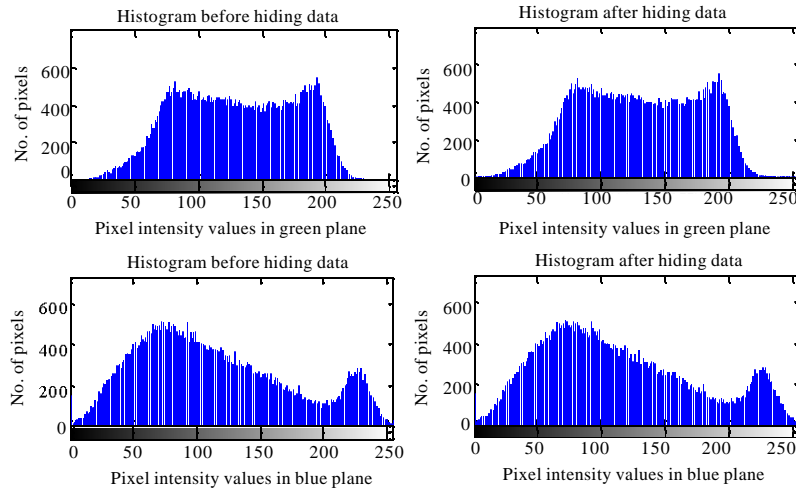 Histogram before hiding data
No. of pixels
600
400
200
0
0 50 100 150 200 250
Pixel intensity values in green plane
Histogram after hiding data
No. of pixels
600
400
200
0
0 50 100 150 200 250
Pixel intensity values in green plane
Histogram before hiding data
No. of pixels
600
400
200
0
0 50 100 150 200 250
Pixel intensity values in blue plane
Histogram after hiding data
No. of pixels
600
400
200
0
0 50 100 150 200 250
Pixel intensity values in blue plane